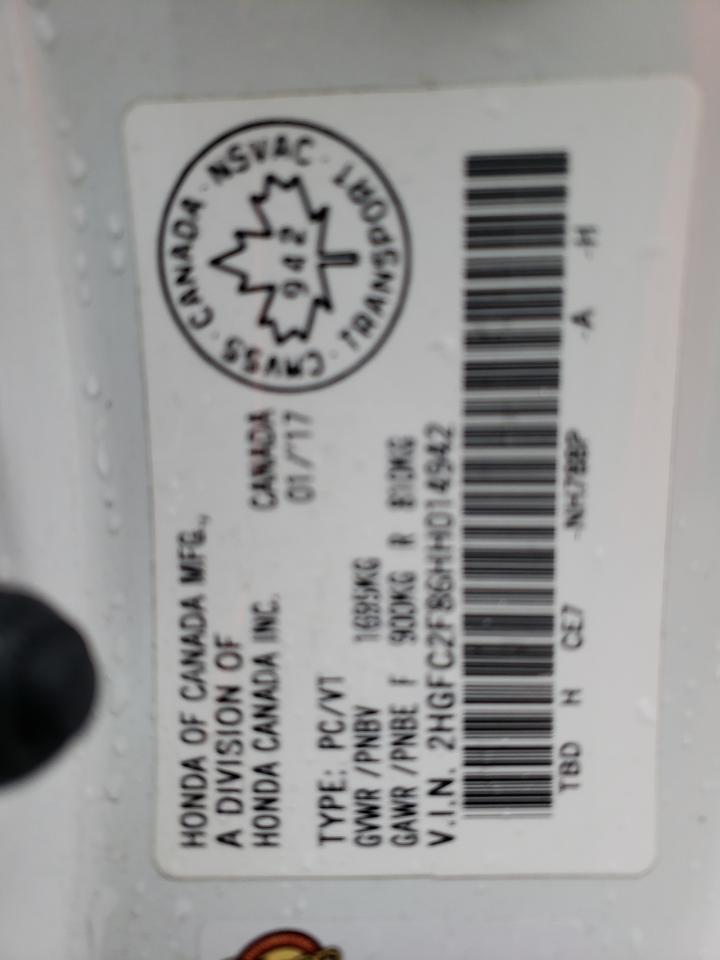 HONDA OF CANADA MFG.,
A DIVISION OF
HONDA CANADA INC.
CANADA
01/17
CMVSS · CANADA · NSVAC · TRANSPORT ·
942
TYPE: PC/VT
GVWR/PNBV 1695KG
GAWR/PNBE F 900KG R 810KG
V.I.N. 2HGFC2F86HH014942
TBD H CE7 -NH788P -A -H